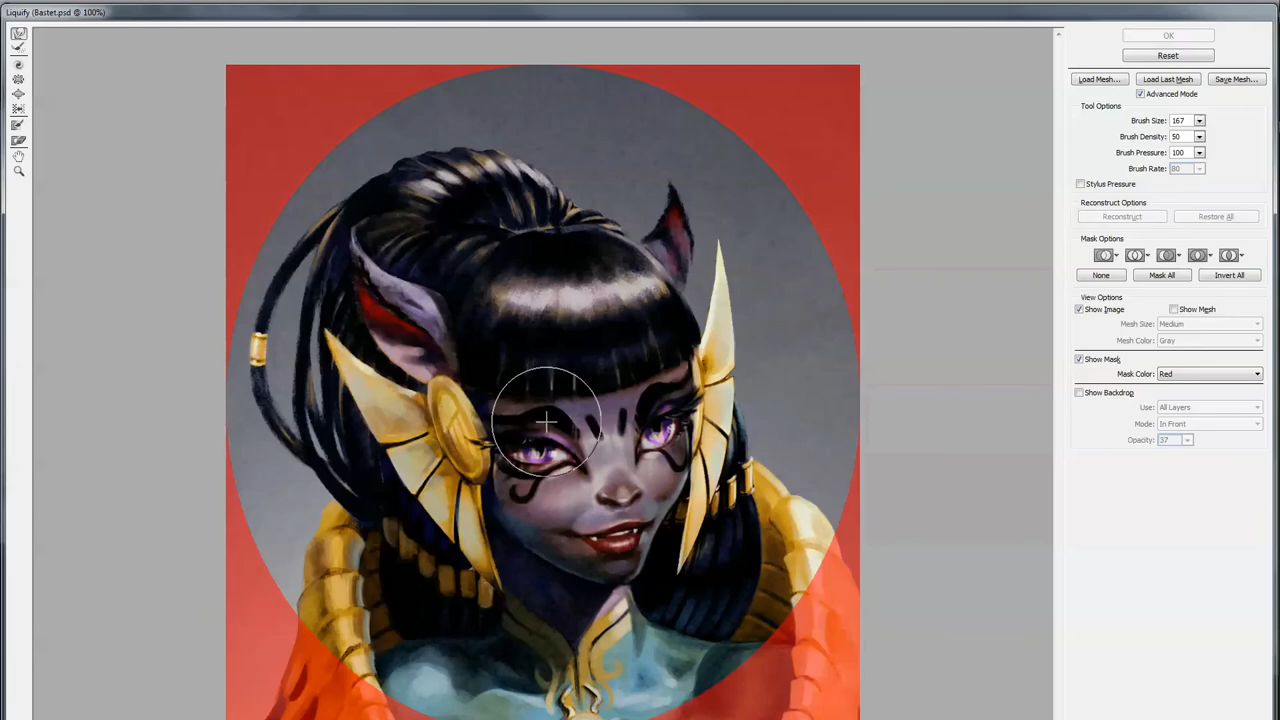 Liquify (Bastet.psd @ 100%)
OK
Reset
Load Mesh... Load Last Mesh Save Mesh...
Advanced Mode
Tool Options
Brush Size: 167
Brush Density: 50
Brush Pressure: 100
Brush Rate: 80
Stylus Pressure
Reconstruct Options
Reconstruct Restore All
Mask Options
None Mask All Invert All
View Options
Show Image Show Mesh
Mesh Size: Medium
Mesh Color: Gray
Show Mask
Mask Color: Red
Show Backdrop
Use: All Layers
Mode: In Front
Opacity: 37